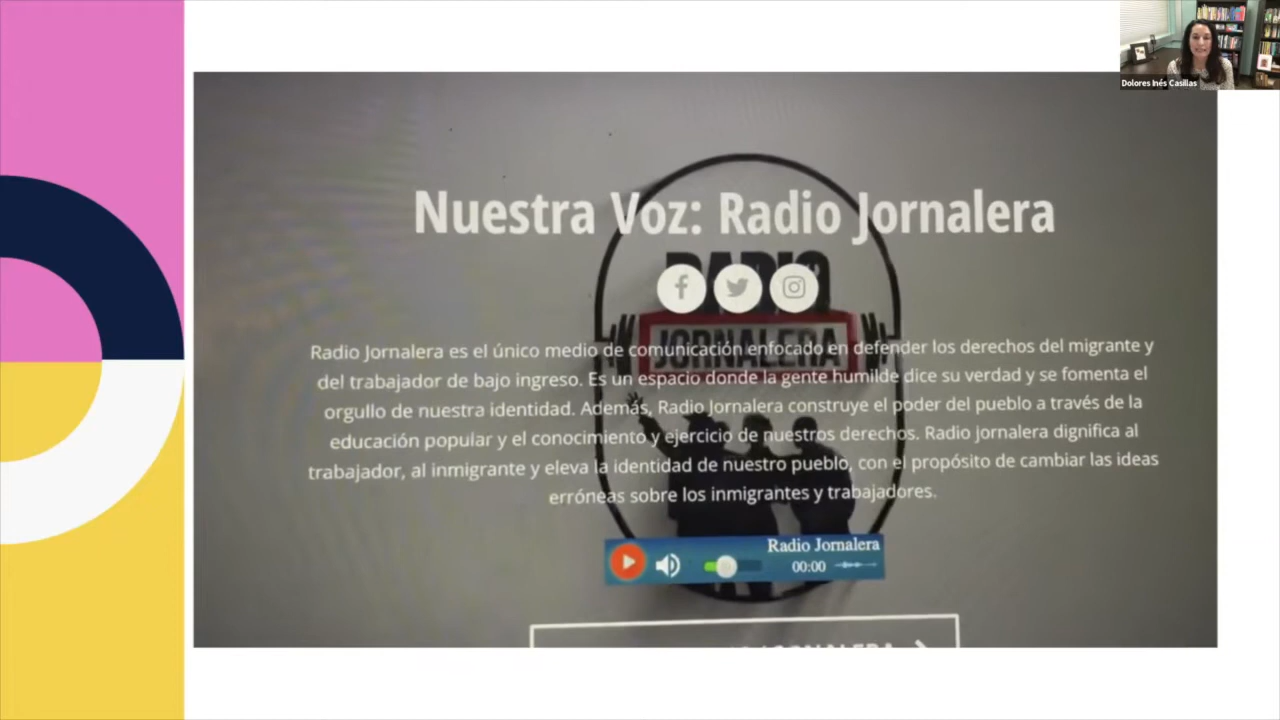 Dolores Inés Casillas
Nuestra Voz: Radio Jornalera
RADIO
JORNALERA
Radio Jornalera es el único medio de comunicación enfocado en defender los derechos del migrante y
del trabajador de bajo ingreso. Es un espacio donde la gente humilde dice su verdad y se fomenta el
orgullo de nuestra identidad. Además, Radio Jornalera construye el poder del pueblo a través de la
educación popular y el conocimiento y ejercicio de nuestros derechos. Radio jornalera dignifica al
trabajador, al inmigrante y eleva la identidad de nuestro pueblo, con el propósito de cambiar las ideas
erróneas sobre los inmigrantes y trabajadores.
Radio Jornalera
00:00
JORNALERA